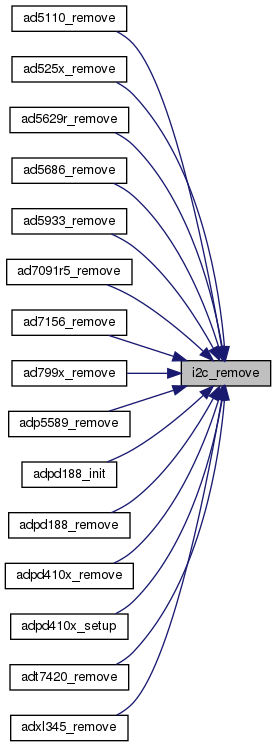 ad5110_remove
ad525x_remove
ad5629r_remove
ad5686_remove
ad5933_remove
ad7091r5_remove
ad7156_remove
ad799x_remove
i2c_remove
adp5589_remove
adpd188_init
adpd188_remove
adpd410x_remove
adpd410x_setup
adt7420_remove
adxl345_remove